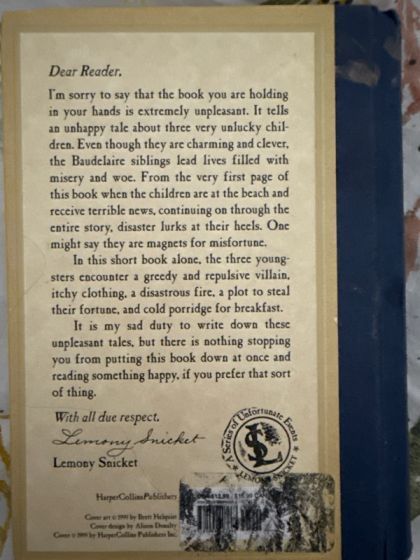 Dear Reader,
I'm sorry to say that the book you are holding
in your hands is extremely unpleasant. It tells
an unhappy tale about three very unlucky chil-
dren. Even though they are charming and clever,
the Baudelaire siblings lead lives filled with
misery and woe. From the very first page of
this book when the children are at the beach and
receive terrible news, continuing on through the
entire story, disaster lurks at their heels. One
might say they are magnets for misfortune.
In this short book alone, the three young-
sters encounter a greedy and repulsive villain,
itchy clothing, a disastrous fire, a plot to steal
their fortune, and cold porridge for breakfast.
It is my sad duty to write down these
unpleasant tales, but there is nothing stopping
you from putting this book down at once and
reading something happy, if you prefer that sort
of thing.
With all due respect,
Lemony Snicket
Lemony Snicket
A Series of Unfortunate Events
LEMONY SNICKET
LS
HarperCollinsPublishers
Cover art © 1999 by Brett Helquist
Cover design by Alison Donalty
Cover © 1999 by HarperCollins Publishers Inc.